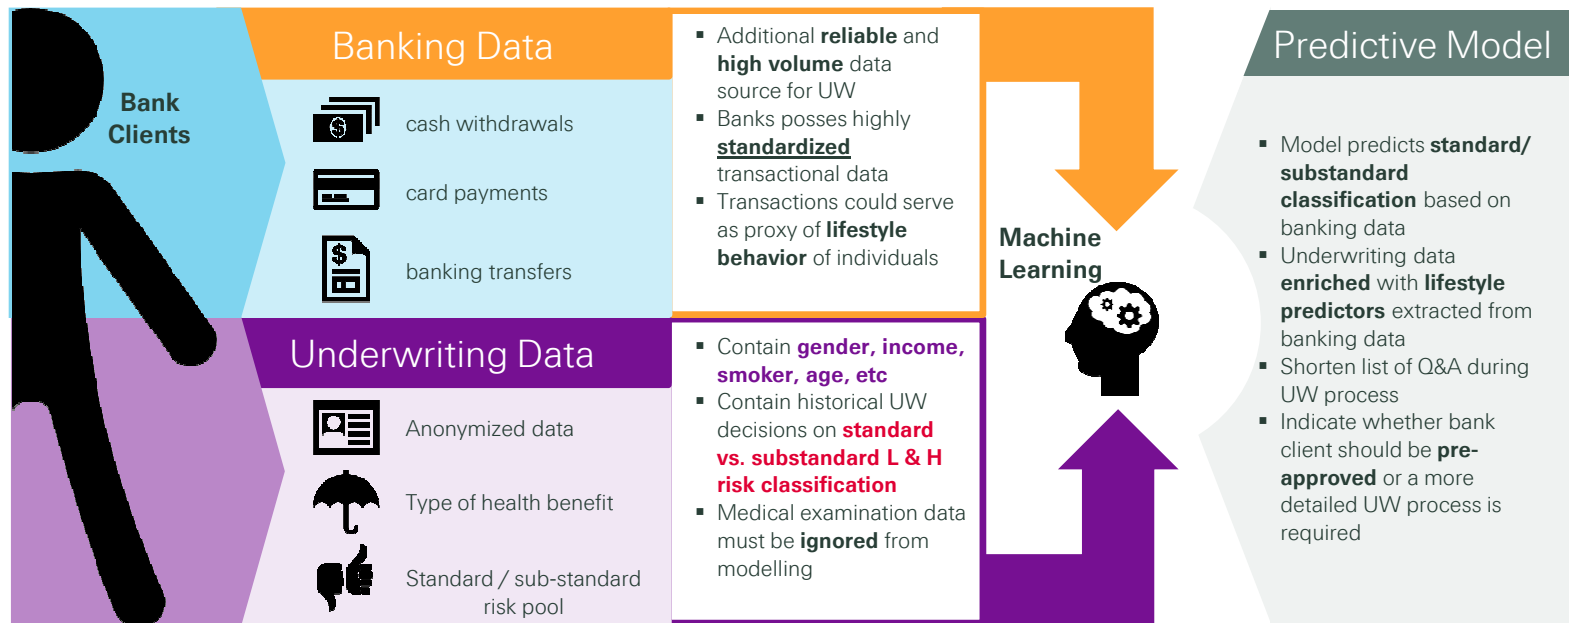 Bank
Clients
Banking Data
cash withdrawals
card payments
banking transfers
▪ Additional reliable and
high volume data
source for UW
▪ Banks posses highly
standardized
transactional data
▪ Transactions could serve
as proxy of lifestyle
behavior of individuals
Underwriting Data
Anonymized data
Type of health benefit
Standard / sub-standard
risk pool
▪ Contain gender, income,
smoker, age, etc
▪ Contain historical UW
decisions on standard
vs. substandard L & H
risk classification
▪ Medical examination data
must be ignored from
modelling
Machine
Learning
Predictive Model
▪ Model predicts standard/
substandard
classification based on
banking data
▪ Underwriting data
enriched with lifestyle
predictors extracted from
banking data
▪ Shorten list of Q&A during
UW process
▪ Indicate whether bank
client should be pre-
approved or a more
detailed UW process is
required